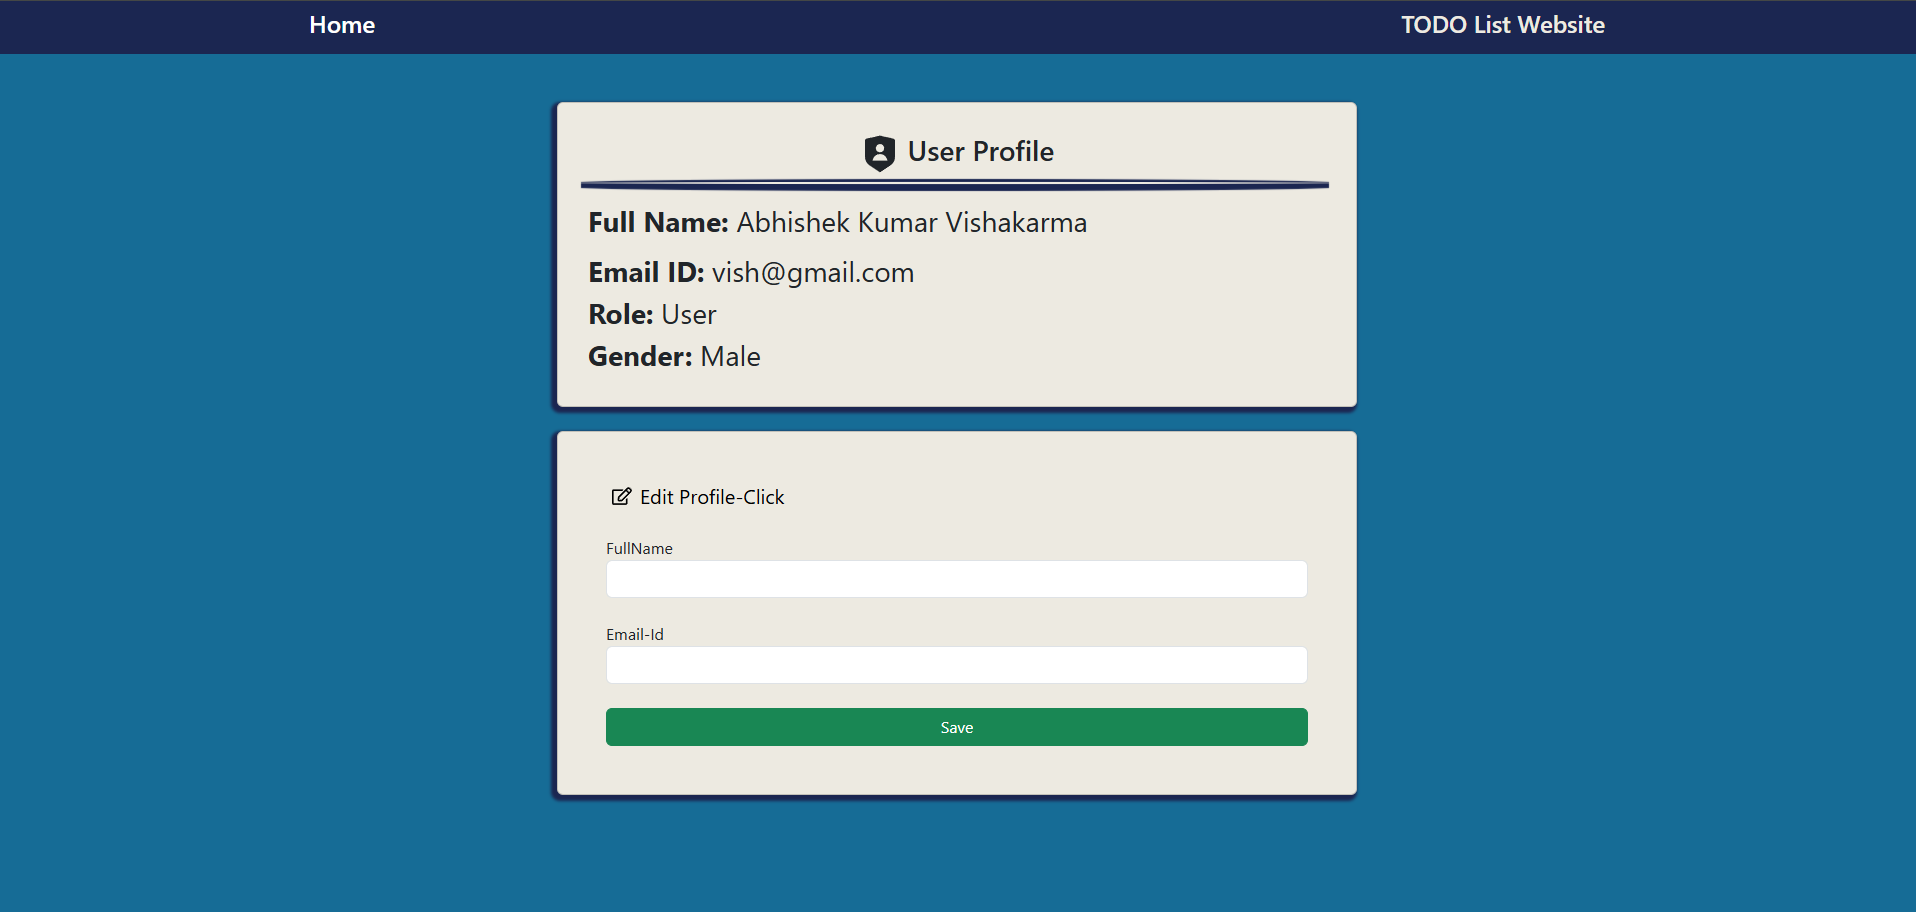 Home
TODO List Website
User Profile
Full Name: Abhishek Kumar Vishakarma
Email ID: vish@gmail.com
Role: User
Gender: Male
Edit Profile-Click
FullName
Email-Id
Save